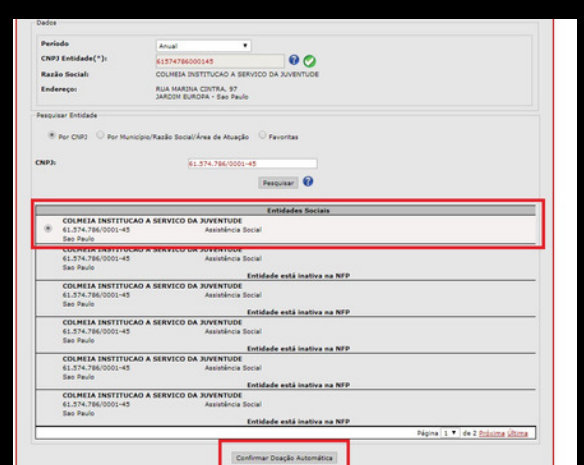 Dados
Período Anual
CNPJ Entidade(*): 61574786000145
Razão Social: COLMEIA INSTITUICAO A SERVICO DA JUVENTUDE
Endereço: RUA MARINA CINTRA, 97
JARDIM EUROPA - Sao Paulo
Pesquisar Entidade
Por CNPJ Por Município/Razão Social/Área de Atuação Favoritas
CNPJ: 61.574.786/0001-45
Pesquisar
Entidades Sociais
COLMEIA INSTITUCAO A SERVICO DA JUVENTUDE
61.574.786/0001-45 Assistência Social
Sao Paulo
COLMEIA INSTITUCAO A SERVICO DA JUVENTUDE
61.574.786/0001-45 Assistência Social
Sao Paulo
Entidade está inativa na NFP
COLMEIA INSTITUCAO A SERVICO DA JUVENTUDE
61.574.786/0001-45 Assistência Social
Sao Paulo
Entidade está inativa na NFP
COLMEIA INSTITUCAO A SERVICO DA JUVENTUDE
61.574.786/0001-45 Assistência Social
Sao Paulo
Entidade está inativa na NFP
COLMEIA INSTITUCAO A SERVICO DA JUVENTUDE
61.574.786/0001-45 Assistência Social
Sao Paulo
Entidade está inativa na NFP
COLMEIA INSTITUCAO A SERVICO DA JUVENTUDE
61.574.786/0001-45 Assistência Social
Sao Paulo
Entidade está inativa na NFP
Página 1 de 2 Próxima Última
Confirmar Doação Automática